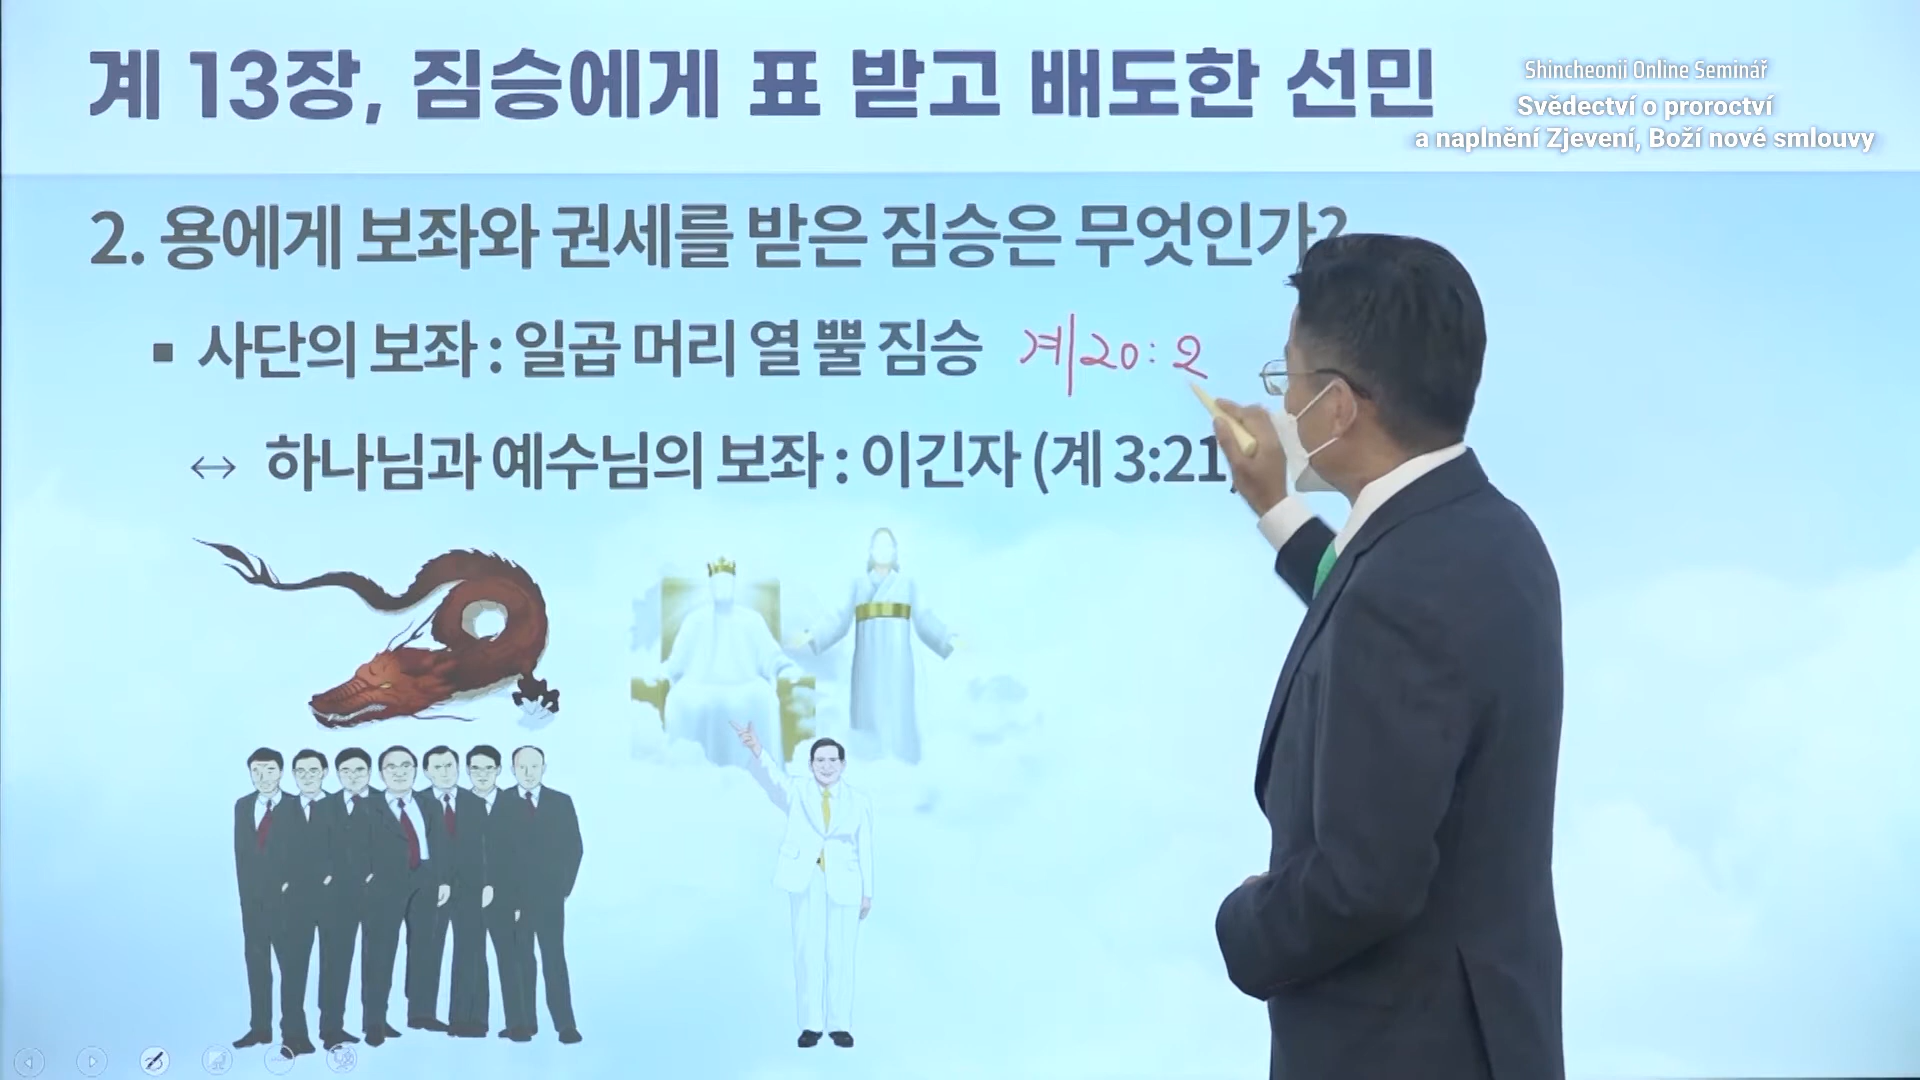 계 13장, 짐승에게 표 받고 배도한 선민
Shincheonji Online Seminář
Svědectví o proroctví
a naplnění Zjevení, Boží nové smlouvy
2. 용에게 보좌와 권세를 받은 짐승은 무엇인가?
▪ 사단의 보좌 : 일곱 머리 열 뿔 짐승 계 20 : 2
↔ 하나님과 예수님의 보좌 : 이긴자 (계 3:21)